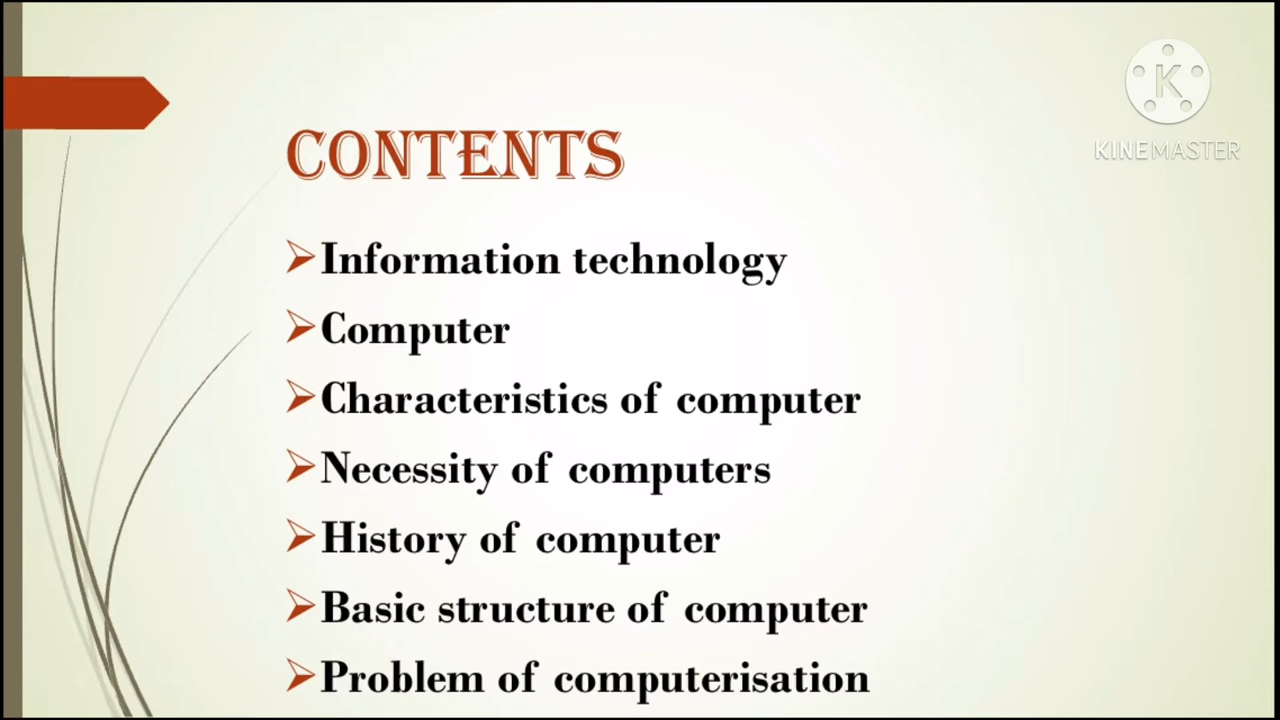 K
KINEMASTER
CONTENTS
Information technology
Computer
Characteristics of computer
Necessity of computers
History of computer
Basic structure of computer
Problem of computerisation